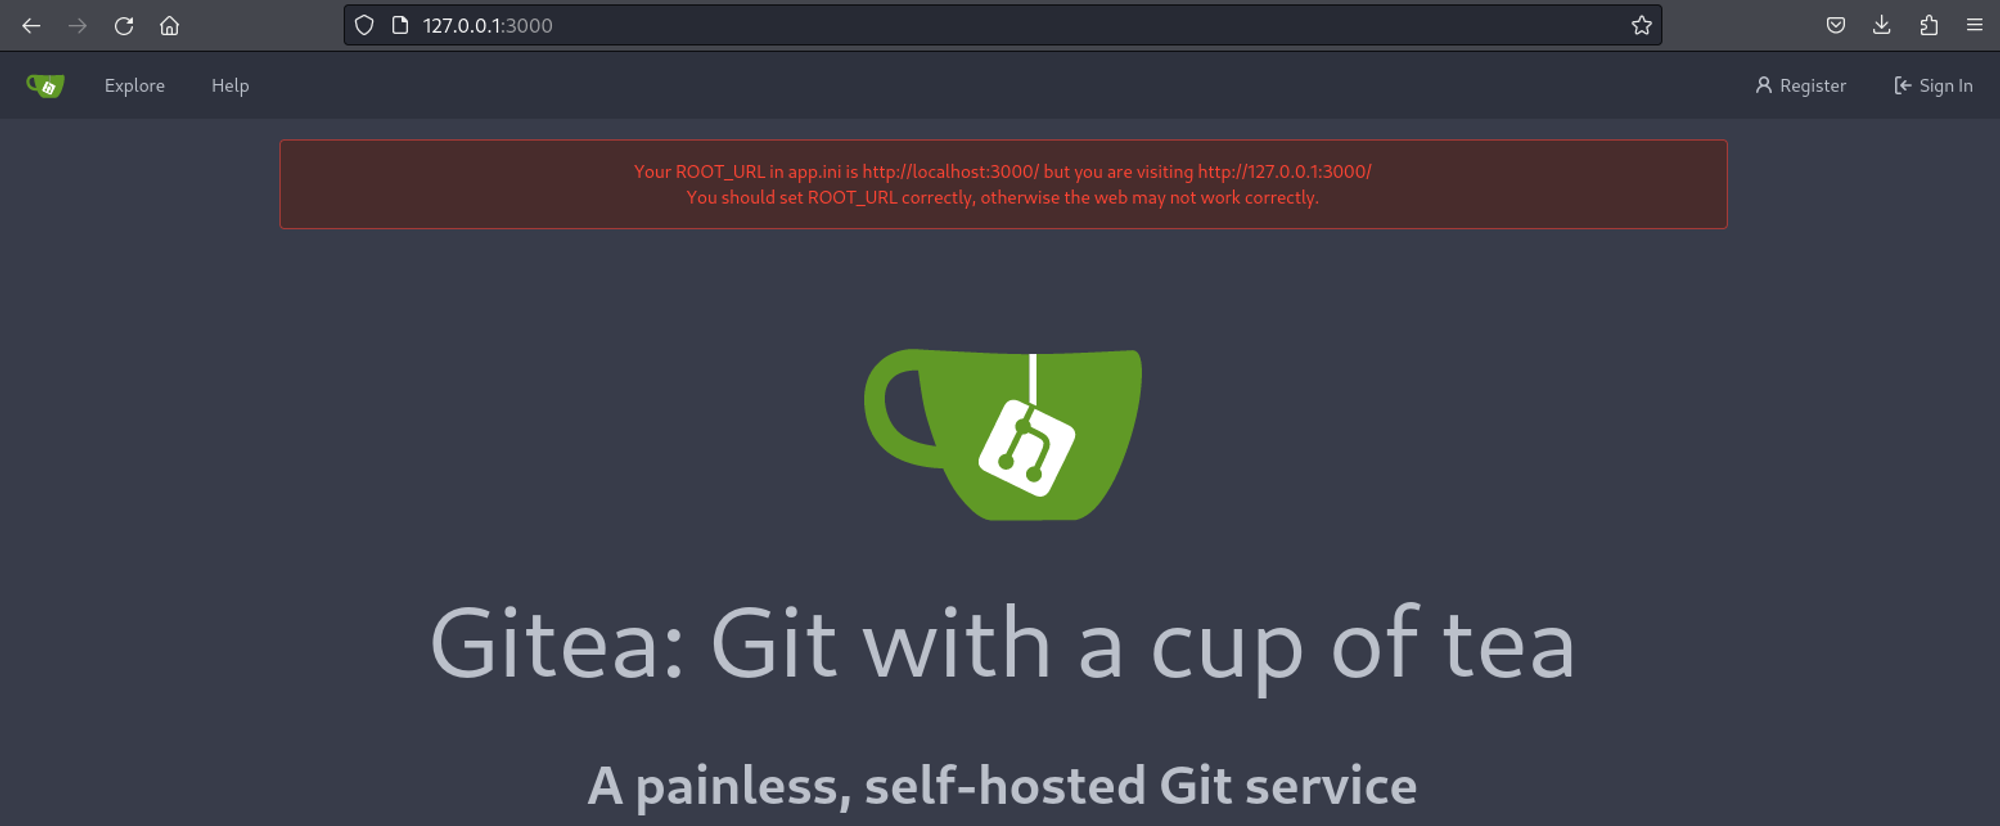 127.0.0.1:3000
Explore Help Register Sign In
Your ROOT_URL in app.ini is http://localhost:3000/ but you are visiting http://127.0.0.1:3000/
You should set ROOT_URL correctly, otherwise the web may not work correctly.
Gitea: Git with a cup of tea
A painless, self-hosted Git service